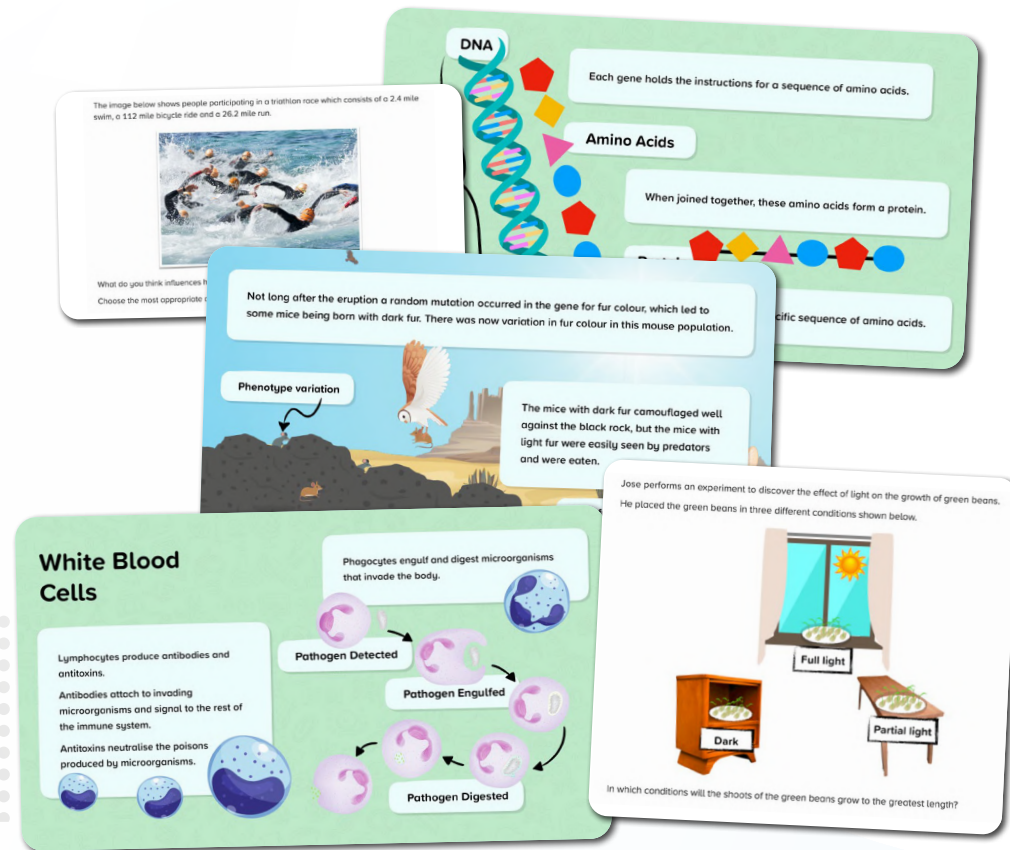 DNA
Each gene holds the instructions for a sequence of amino acids.
Amino Acids
When joined together, these amino acids form a protein.
cific sequence of amino acids.
The image below shows people participating in a triathlon race which consists of a 2.4 mile
swim, a 112 mile bicycle ride and a 26.2 mile run.
What do you think influences
Choose the most appropriate
Not long after the eruption a random mutation occurred in the gene for fur colour, which led to
some mice being born with dark fur. There was now variation in fur colour in this mouse population.
Phenotype variation
The mice with dark fur camouflaged well
against the black rock, but the mice with
light fur were easily seen by predators
and were eaten.
Jose performs an experiment to discover the effect of light on the growth of green beans.
He placed the green beans in three different conditions shown below.
Full light
Dark
Partial light
In which conditions will the shoots of the green beans grow to the greatest length?
White Blood
Cells
Phagocytes engulf and digest microorganisms
that invade the body.
Lymphocytes produce antibodies and
antitoxins.
Antibodies attach to invading
microorganisms and signal to the rest of
the immune system.
Antitoxins neutralise the poisons
produced by microorganisms.
Pathogen Detected
Pathogen Engulfed
Pathogen Digested